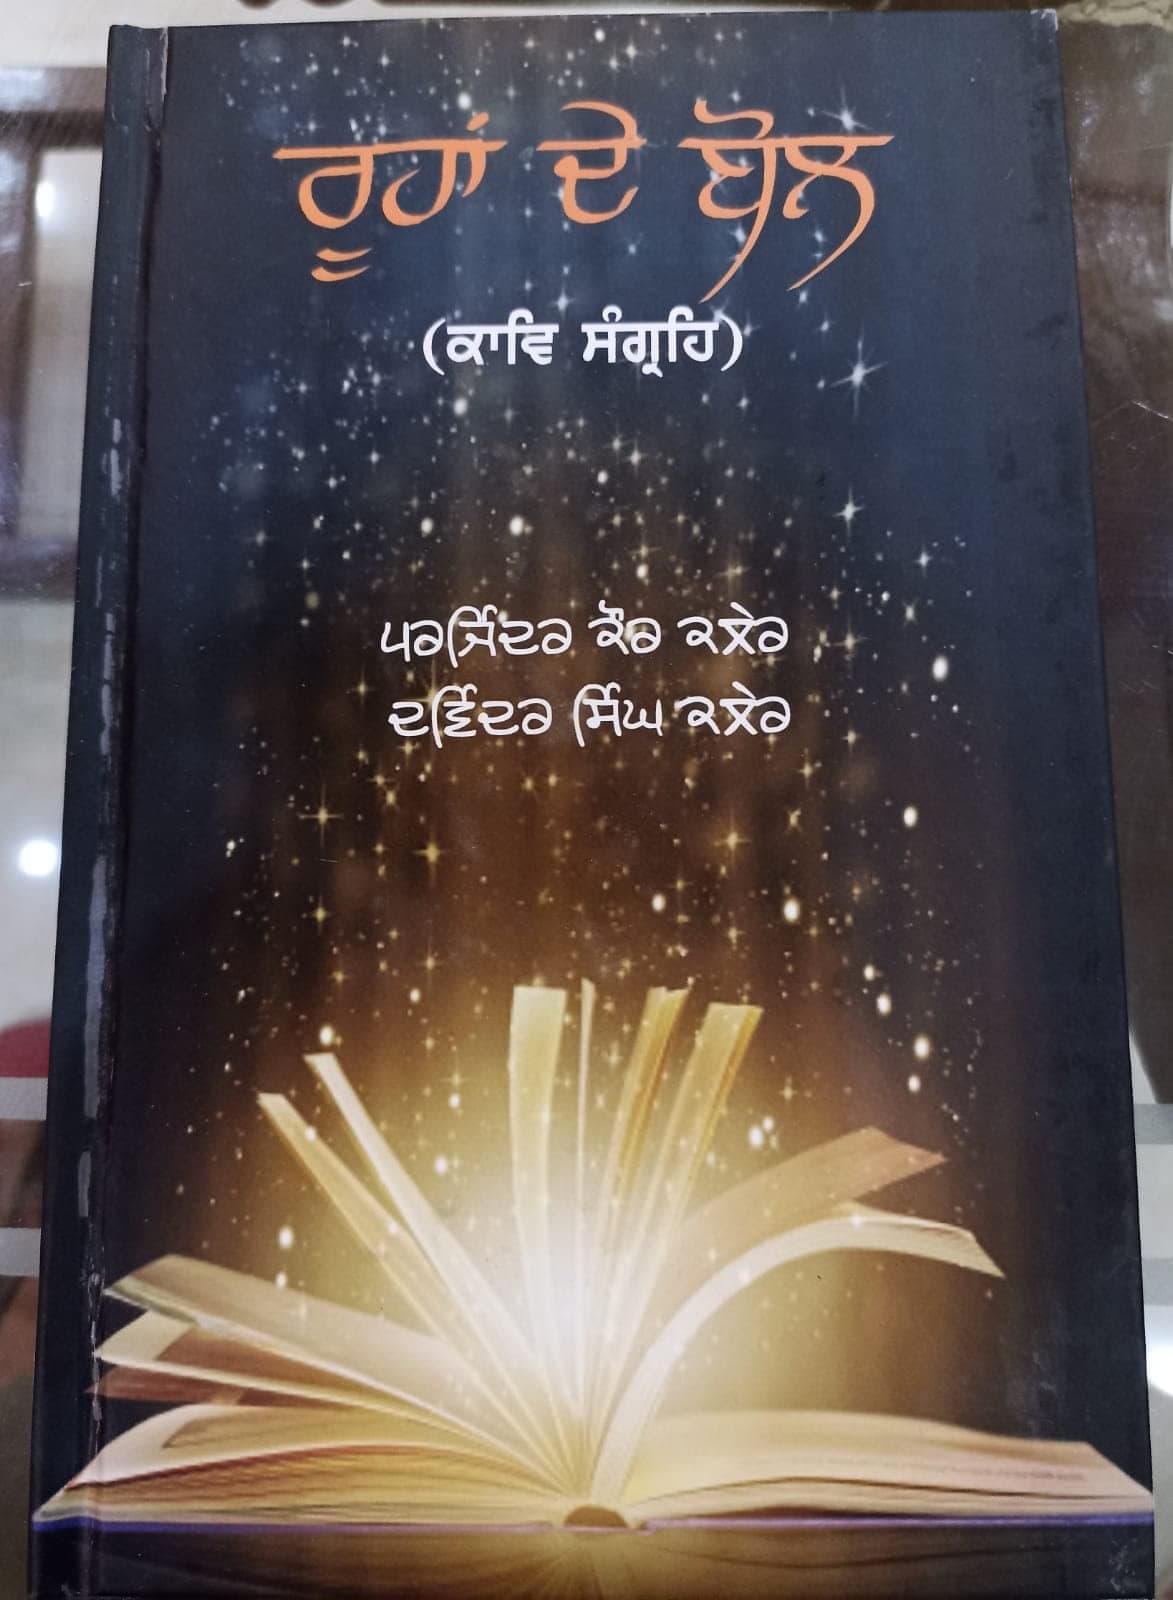 ਰੂਹਾਂ ਦੇ ਬੋਲ
(ਕਾਵਿ ਸੰਗ੍ਰਹਿ)
ਪਰਜਿੰਦਰ ਕੌਰ ਕਲੇਰ
ਦਵਿੰਦਰ ਸਿੰਘ ਕਲੇਰ